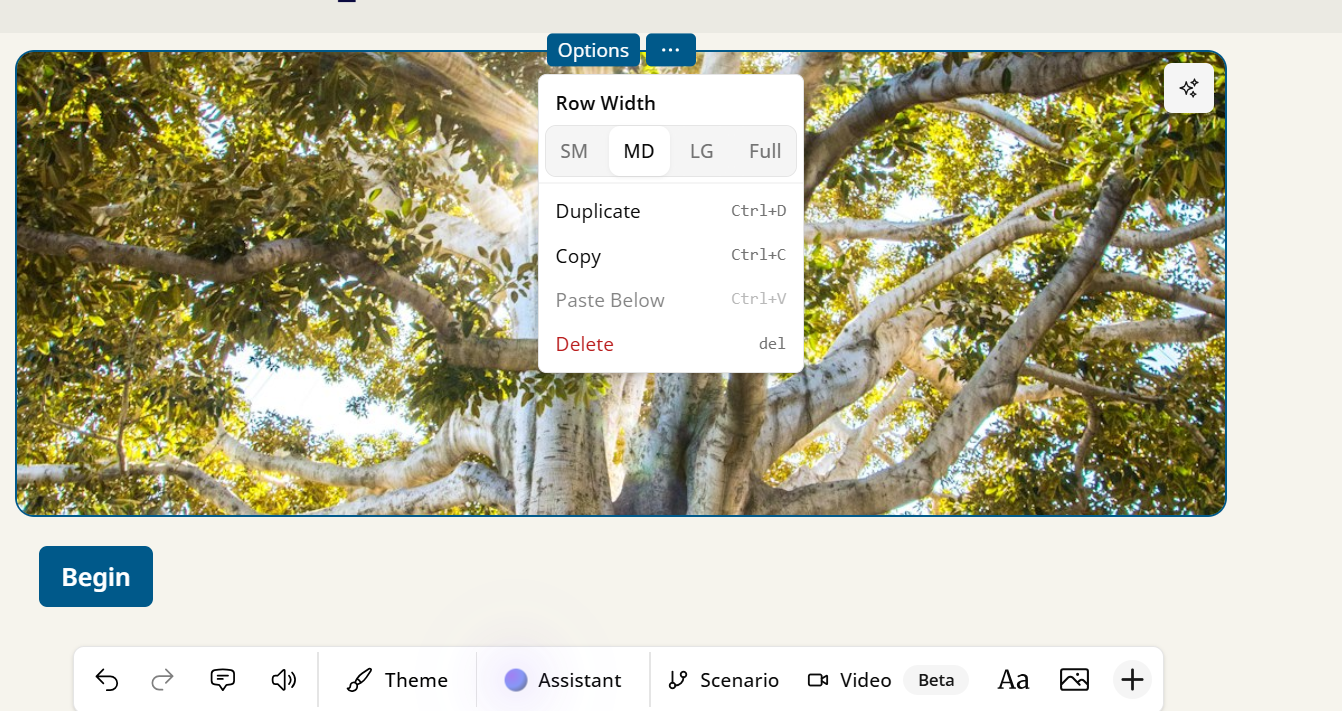 Options ...
Row Width
SM MD LG Full
Duplicate Ctrl+D
Copy Ctrl+C
Paste Below Ctrl+V
Delete del
Begin
Theme Assistant Scenario Video Beta Aa